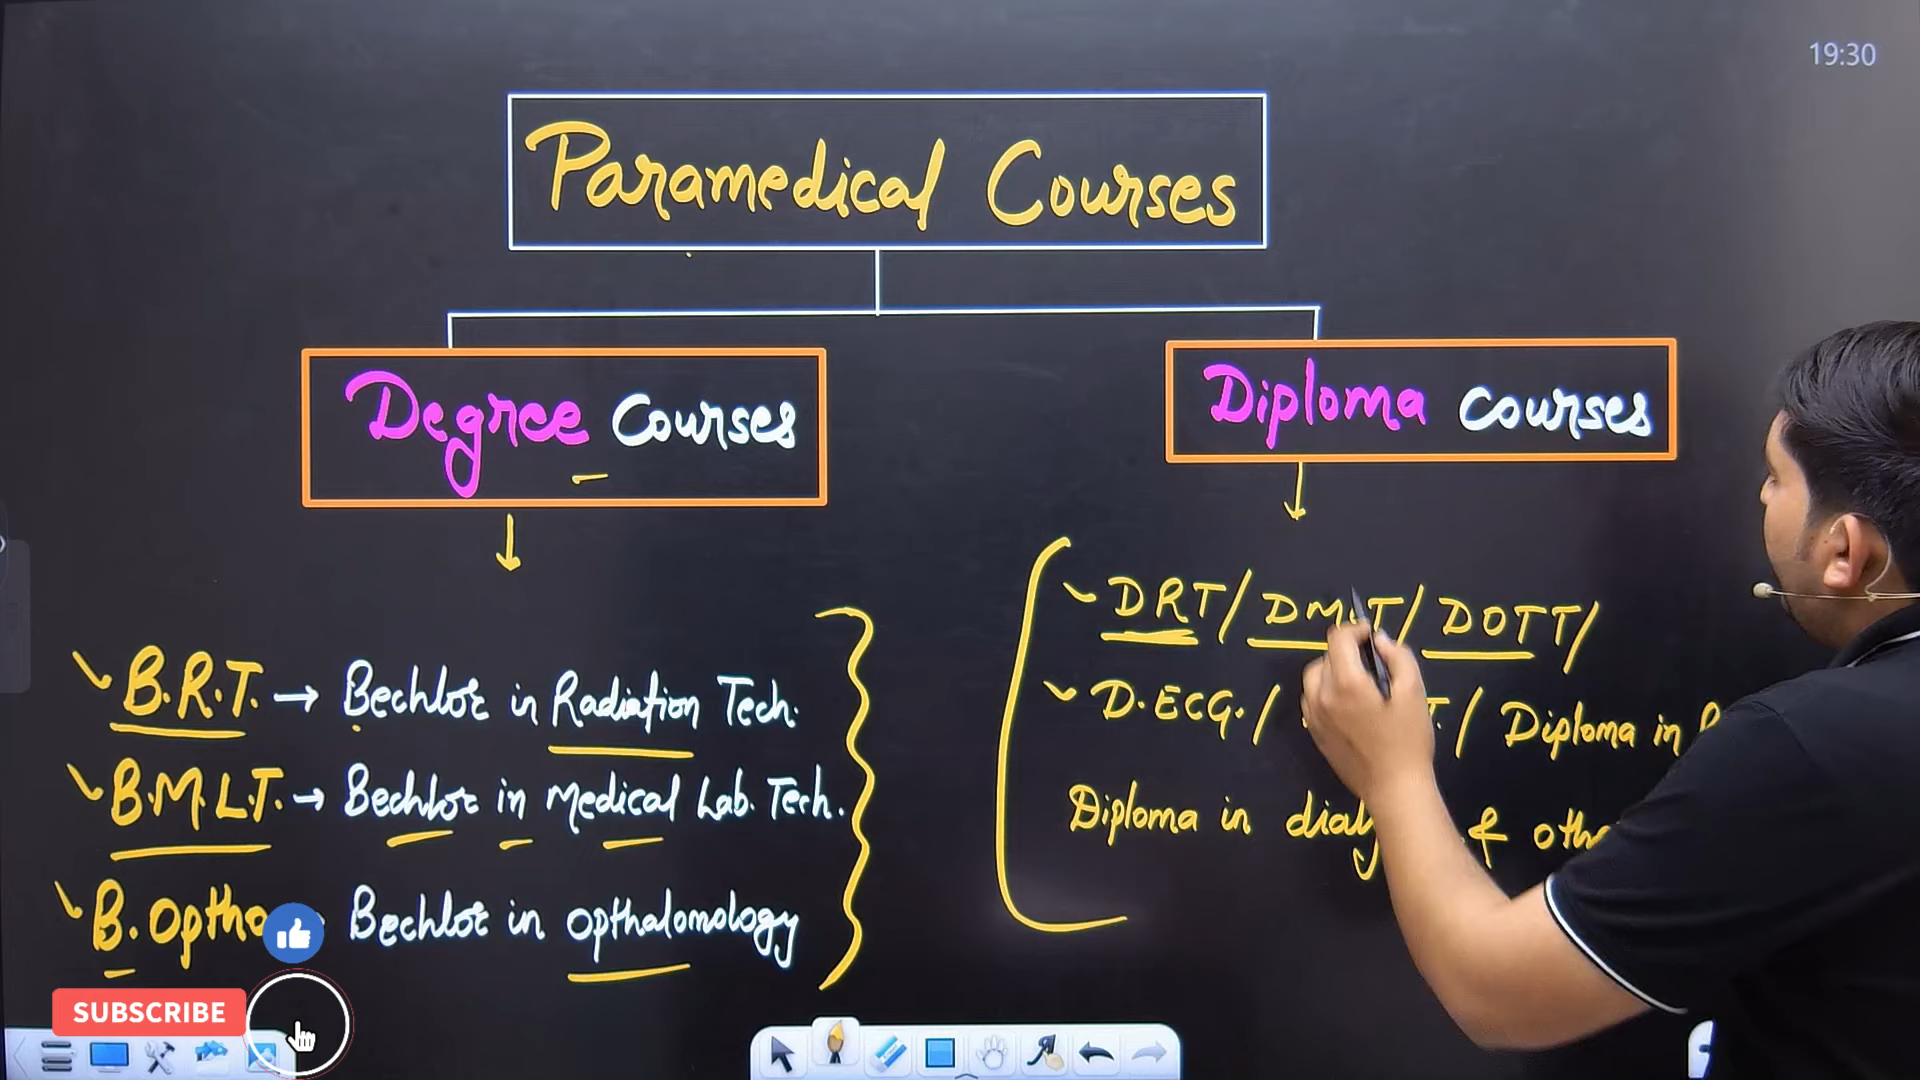 19:30
Paramedical Courses
Degree Courses
Diploma Courses
DRT/ DMLT/ DOTT/
D.ECG./ T./ Diploma in
Diploma in &
B.R.T. → Bechlor in Radiation Tech.
B.M.L.T. → Bechlor in Medical Lab. Tech.
B. Optho Bechlor in Opthalomology
SUBSCRIBE